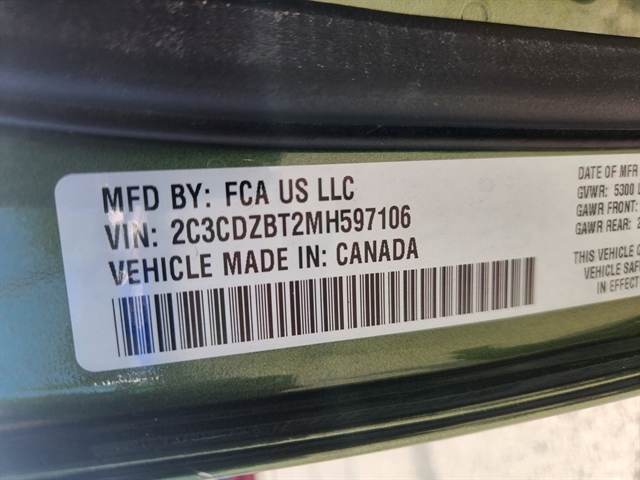 MFD BY: FCA US LLC
VIN: 2C3CDZBT2MH597106
VEHICLE MADE IN: CANADA
DATE OF MFR
GVWR: 5300
GAWR FRONT:
GAWR REAR: 2
THIS VEHICLE
VEHICLE
IN EFFECT